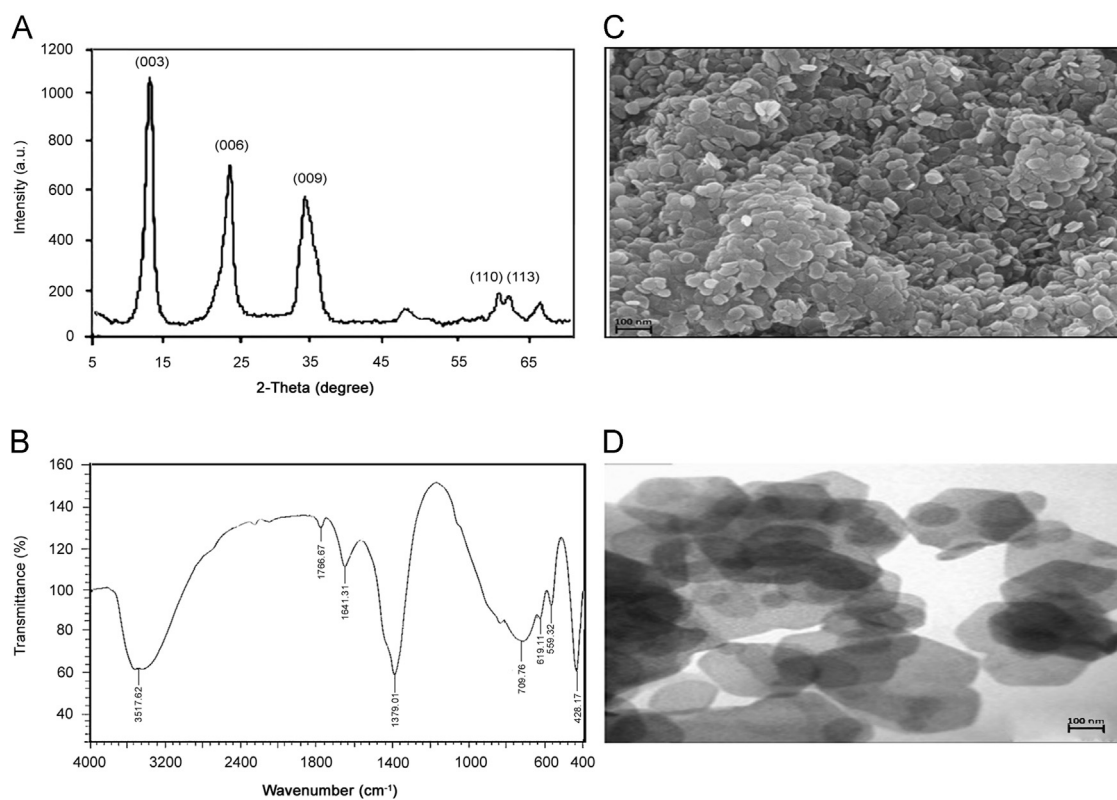 A
1200
1000
800
600
400
200
0
Intensity (a.u.)
(003)
(006)
(009)
(110) (113)
5 15 25 35 45 55 65
2-Theta (degree)
C
100 nm
B
160
140
120
100
80
60
40
Transmittance (%)
3517.62
1766.67
1641.31
1379.01
709.76
619.11
559.32
428.17
4000 3200 2400 1800 1400 1000 600 400
Wavenumber (cm⁻¹)
D
100 nm